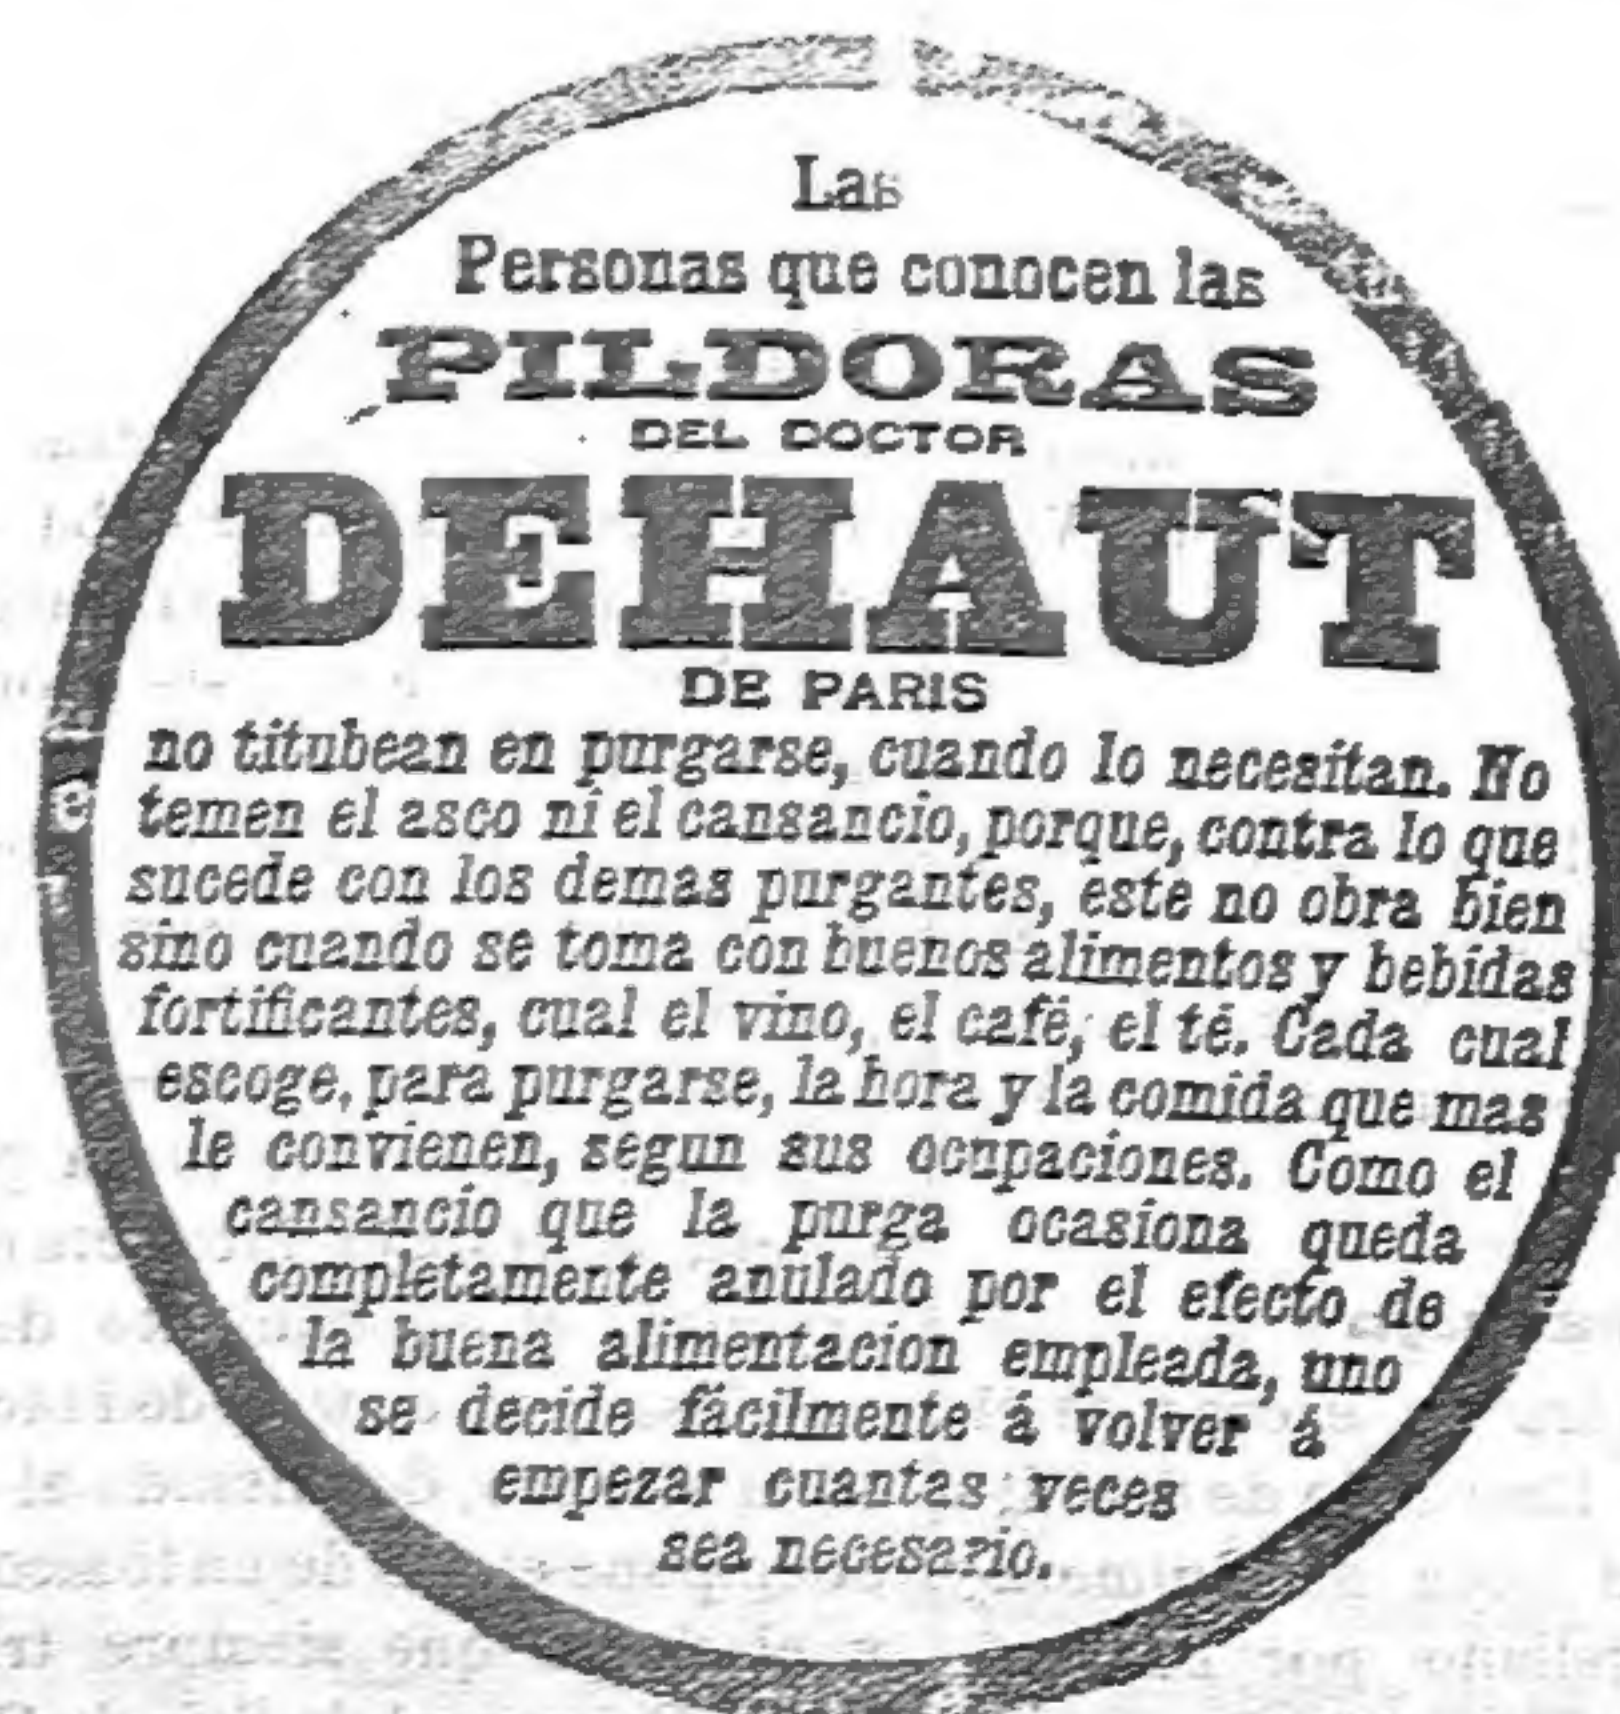 Las
Personas que conocen las
PILDORAS
DEL DOCTOR
DEHAUT
DE PARIS
no titubean en purgarse, cuando lo necesitan. No
temen el asco ni el cansancio, porque, contra lo que
sucede con los demas purgantes, este no obra bien
sino cuando se toma con buenos alimentos y bebidas
fortificantes, cual el vino, el café, el té. Cada cual
escoge, para purgarse, la hora y la comida que mas
le convienen, segun sus ocupaciones. Como el
cansancio que la purga ocasiona queda
completamente anulado por el efecto de
la buena alimentacion empleada, uno
se decide fácilmente á volver á
empezar cuantas veces
sea necesario.